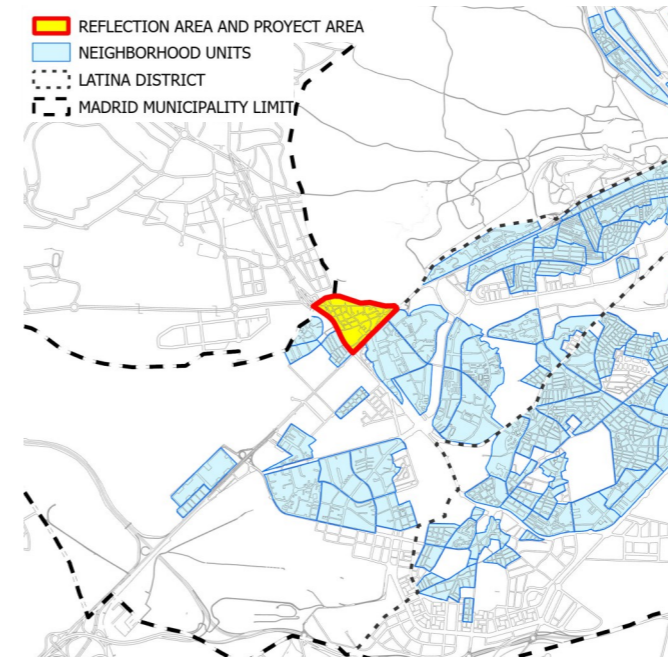 REFLECTION AREA AND PROYECT AREA
NEIGHBORHOOD UNITS
LATINA DISTRICT
MADRID MUNICIPALITY LIMIT